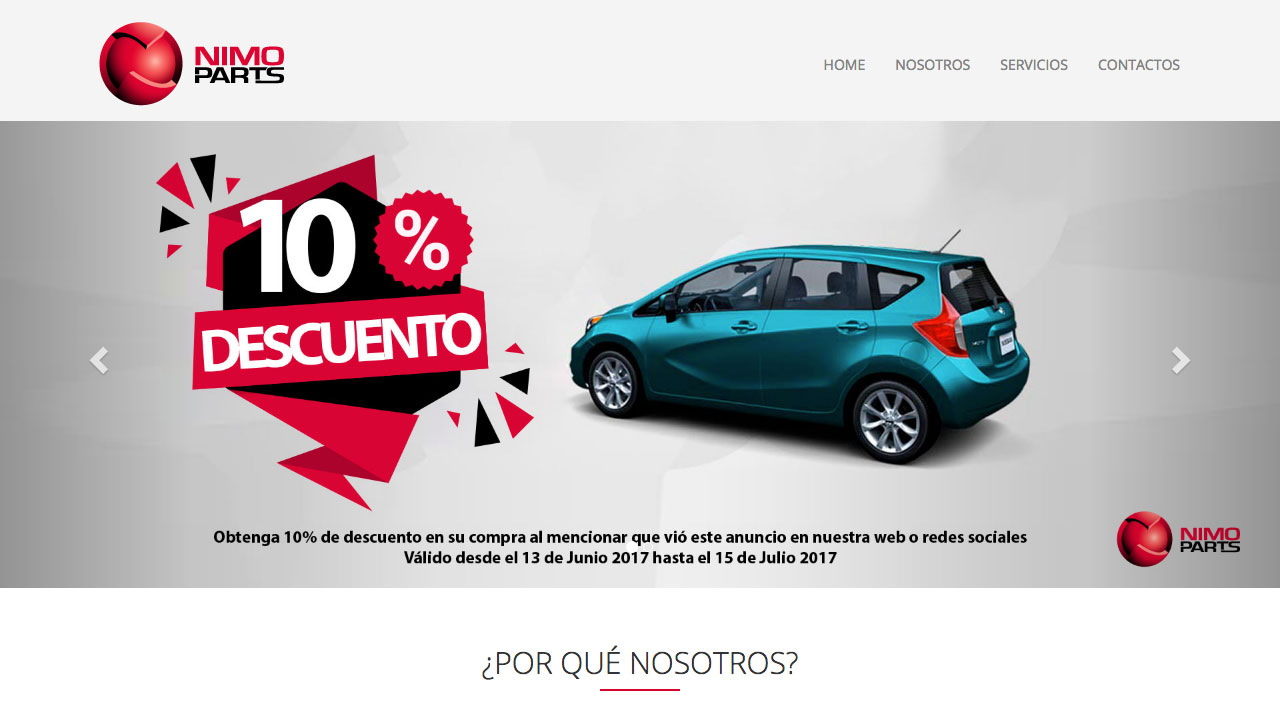 NIMO
PARTS
HOME NOSOTROS SERVICIOS CONTACTOS
10 %
DESCUENTO
Obtenga 10% de descuento en su compra al mencionar que vió este anuncio en nuestra web o redes sociales
Válido desde el 13 de Junio 2017 hasta el 15 de Julio 2017
NIMO
PARTS
¿POR QUÉ NOSOTROS?